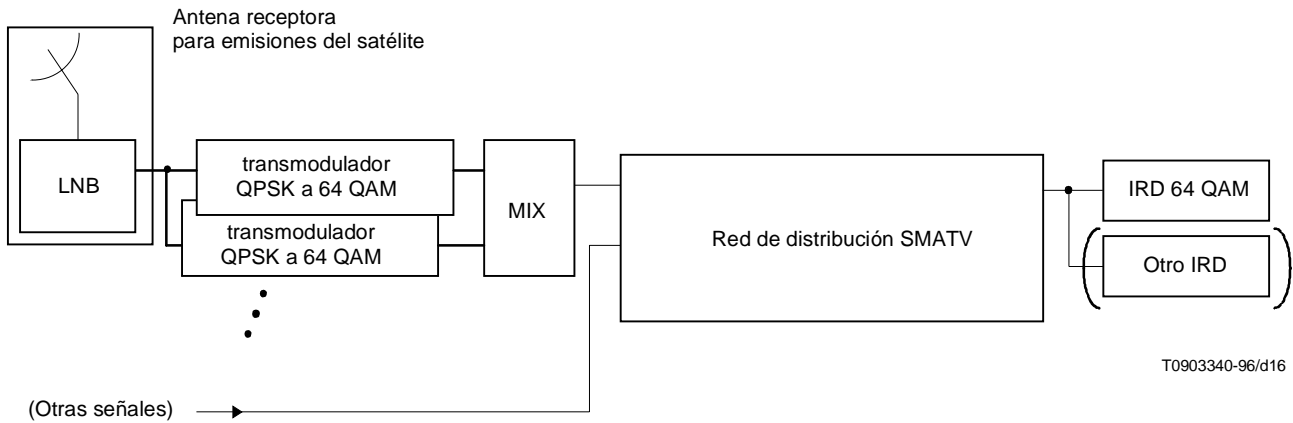 Antena receptora
para emisiones del satélite
LNB
transmodulador
QPSK a 64 QAM
transmodulador
QPSK a 64 QAM
MIX
Red de distribución SMATV
IRD 64 QAM
Otro IRD
T0903340-96/d16
(Otras señales)